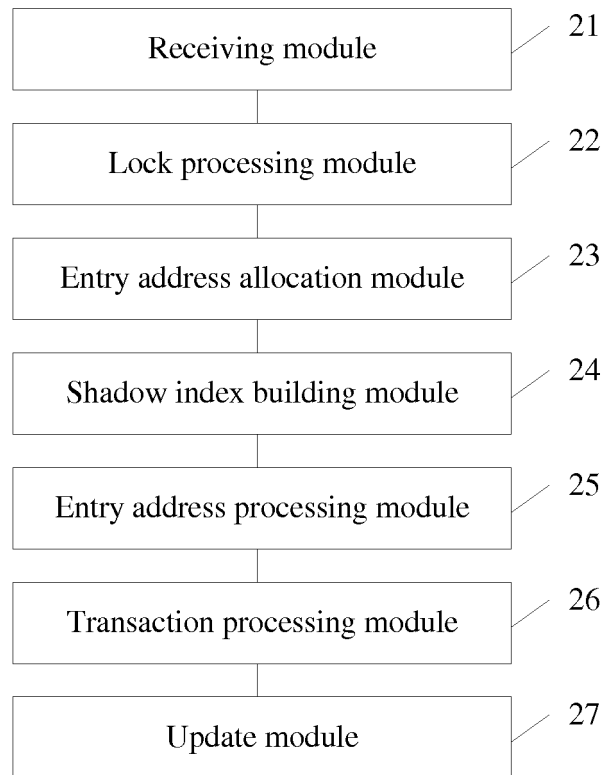 Receiving module
21
Lock processing module
22
Entry address allocation module
23
Shadow index building module
24
Entry address processing module
25
Transaction processing module
26
Update module
27